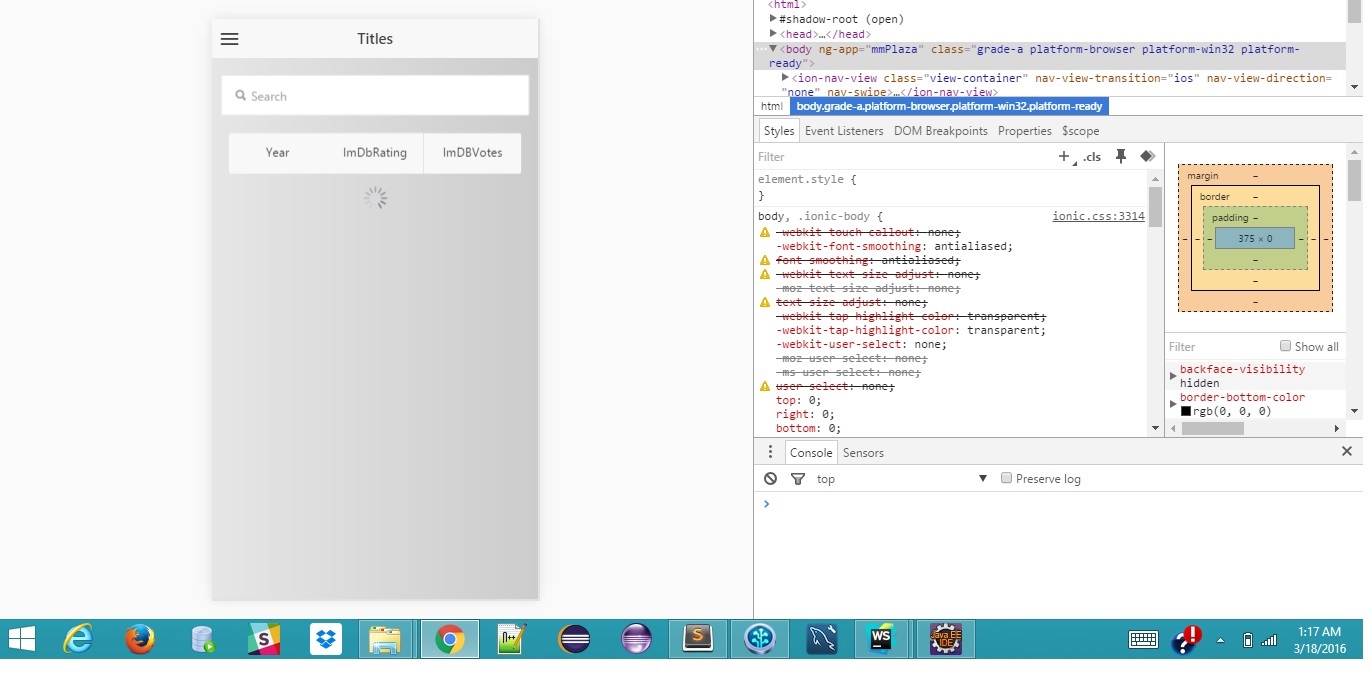 Titles
Search
Year ImDbRating ImDBVotes
<html>
#shadow-root (open)
<head>…</head>
…<body ng-app="mmPlaza" class="grade-a platform-browser platform-win32 platform-
ready">
<ion-nav-view class="view-container" nav-view-transition="ios" nav-view-direction=
"none" nav-swipe>…</ion-nav-view>
html body.grade-a.platform-browser.platform-win32.platform-ready
Styles Event Listeners DOM Breakpoints Properties $scope
Filter + .cls
element.style {
}
body, .ionic-body { ionic.css:3314
-webkit-touch-callout: none;
-webkit-font-smoothing: antialiased;
font-smoothing: antialiased;
-webkit-text-size-adjust: none;
-moz-text-size-adjust: none;
text-size-adjust: none;
-webkit-tap-highlight-color: transparent;
-webkit-tap-highlight-color: transparent;
-webkit-user-select: none;
-moz-user-select: none;
-ms-user-select: none;
user-select: none;
top: 0;
right: 0;
bottom: 0;
margin –
border –
padding –
– – – 375 × 0 – – –
–
–
–
Filter Show all
backface-visibility
hidden
border-bottom-color
rgb(0, 0, 0)
Console Sensors
top Preserve log
S N++ S WS Java EE
IDE
1:17 AM
3/18/2016